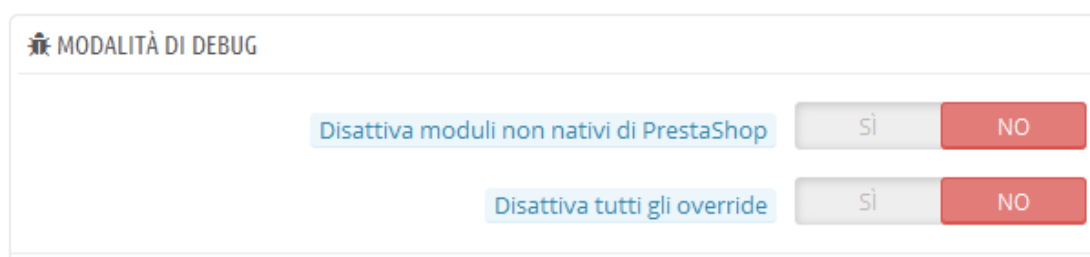 MODALITÀ DI DEBUG
Disattiva moduli non nativi di PrestaShop SÌ NO
Disattiva tutti gli override SÌ NO